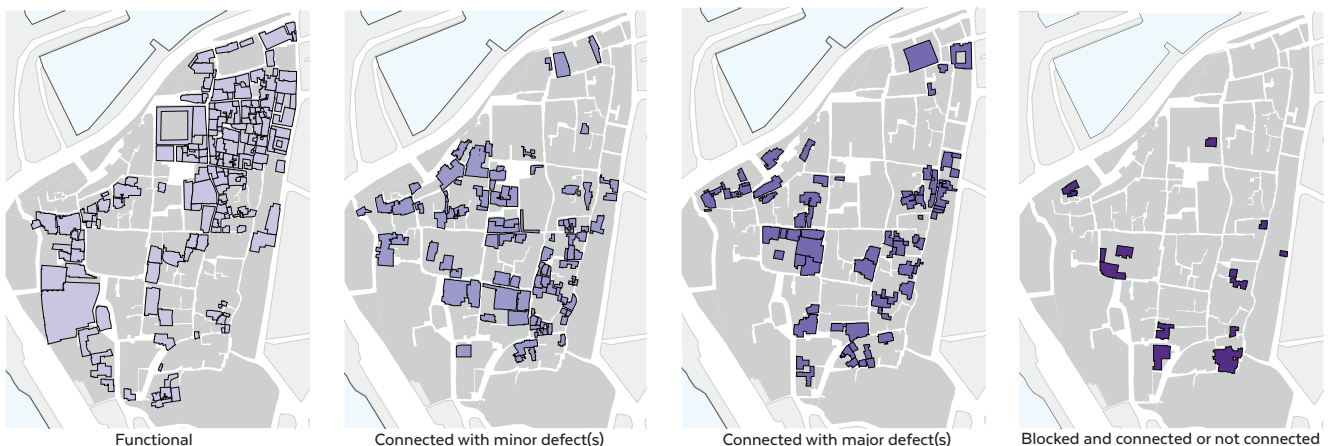 Functional
Connected with minor defect(s)
Connected with major defect(s)
Blocked and connected or not connected